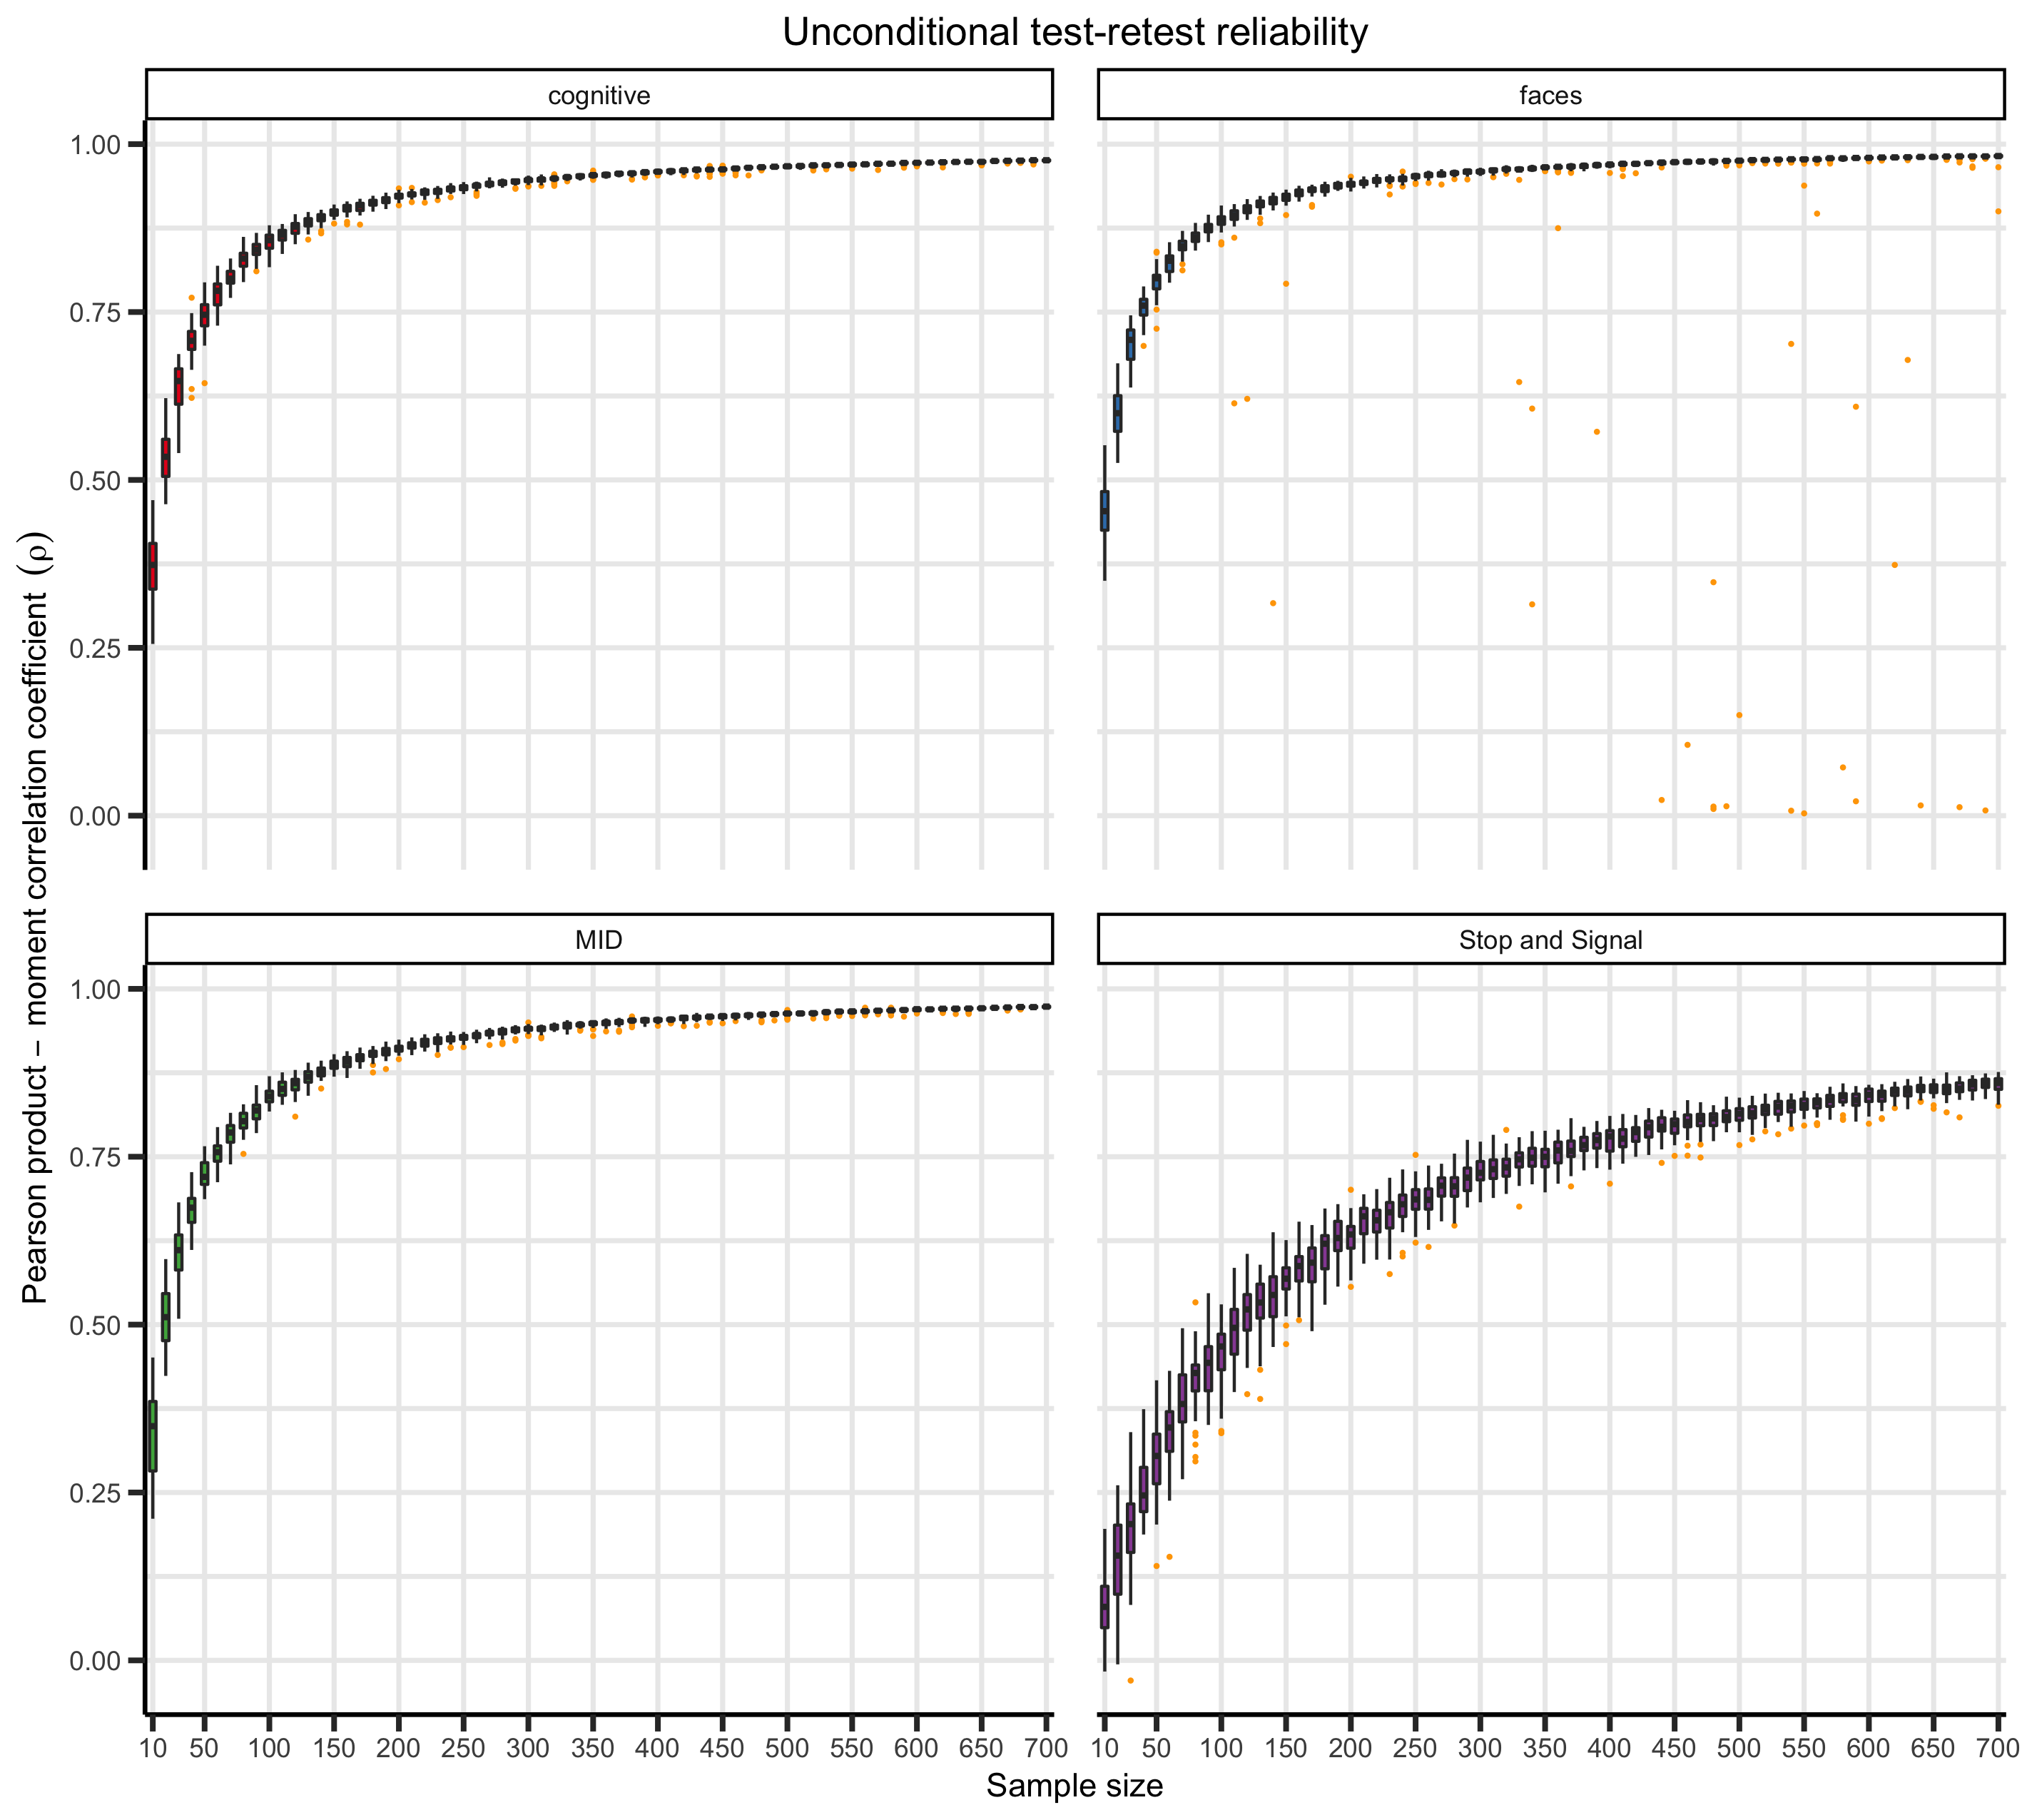 Unconditional test-retest reliability
cognitive
faces
1.00
0.75
0.50
0.25
0.00
MID
Stop and Signal
1.00
0.75
0.50
0.25
0.00
10 50 100 150 200 250 300 350 400 450 500 550 600 650 700
10 50 100 150 200 250 300 350 400 450 500 550 600 650 700
Sample size
Pearson product − moment correlation coefficient (ρ)